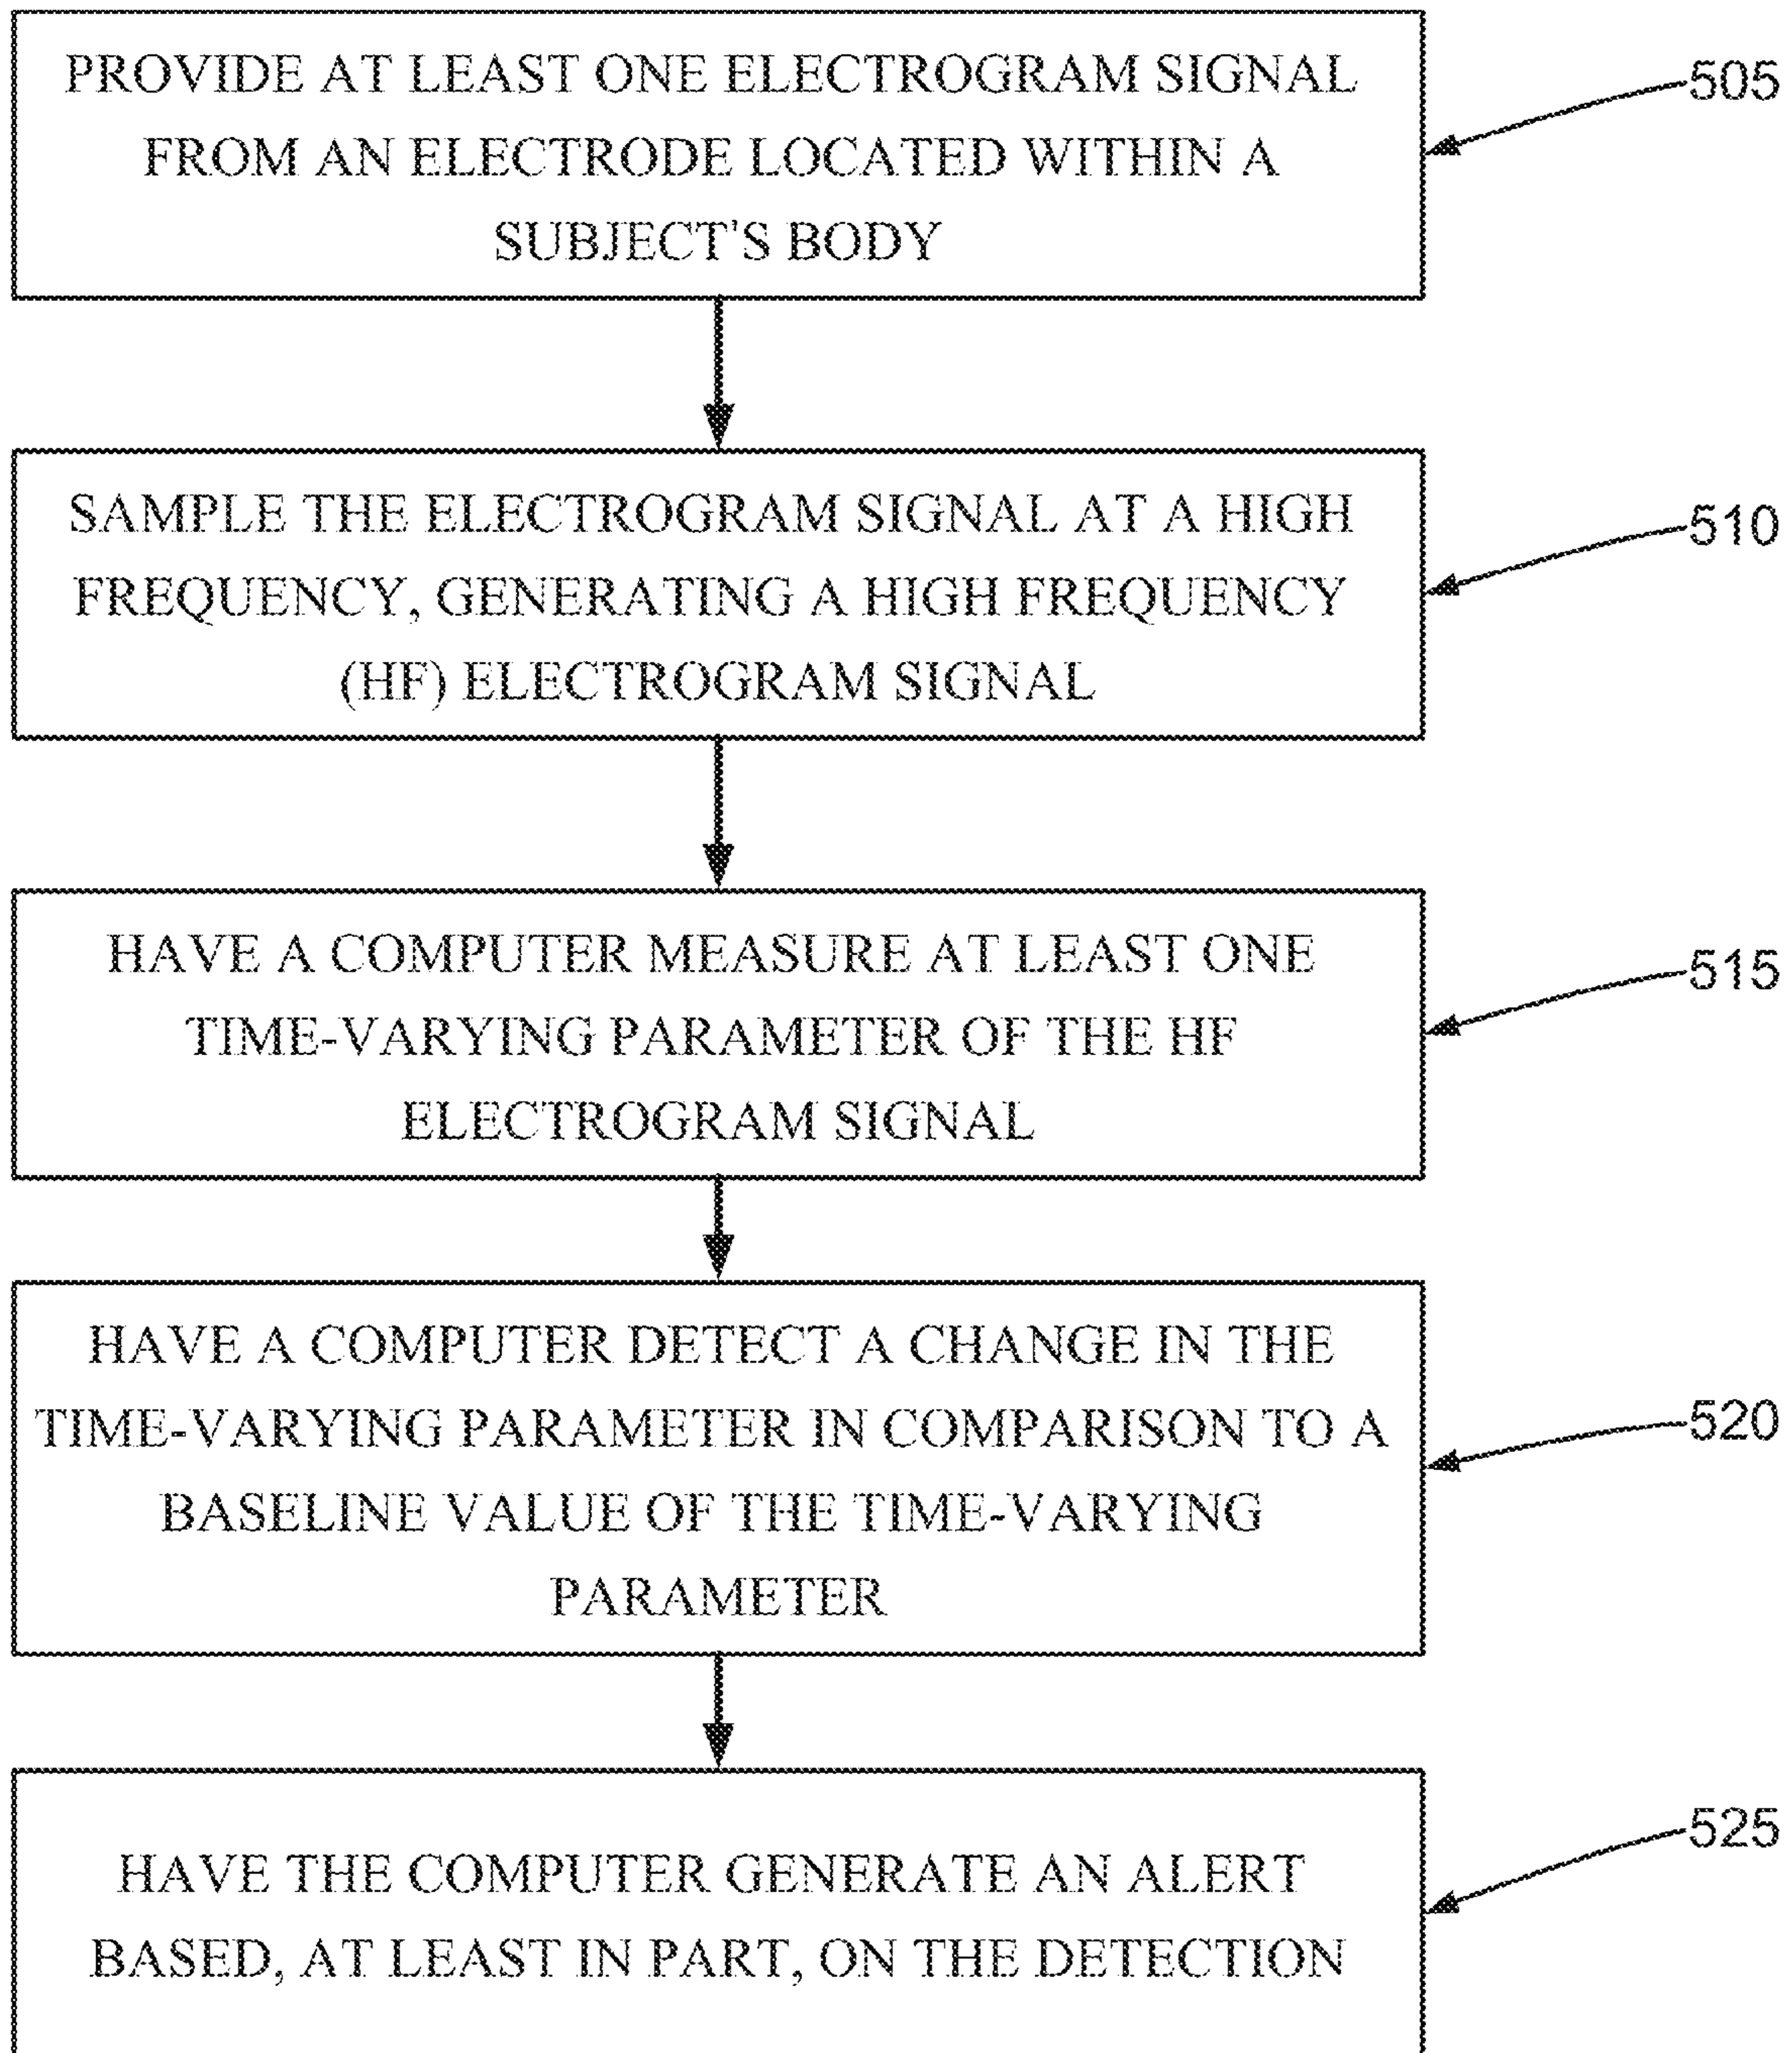 PROVIDE AT LEAST ONE ELECTROGRAM SIGNAL
FROM AN ELECTRODE LOCATED WITHIN A
SUBJECT'S BODY
505
SAMPLE THE ELECTROGRAM SIGNAL AT A HIGH
FREQUENCY, GENERATING A HIGH FREQUENCY
(HF) ELECTROGRAM SIGNAL
510
HAVE A COMPUTER MEASURE AT LEAST ONE
TIME-VARYING PARAMETER OF THE HF
ELECTROGRAM SIGNAL
515
HAVE A COMPUTER DETECT A CHANGE IN THE
TIME-VARYING PARAMETER IN COMPARISON TO A
BASELINE VALUE OF THE TIME-VARYING
PARAMETER
520
HAVE THE COMPUTER GENERATE AN ALERT
BASED, AT LEAST IN PART, ON THE DETECTION
525